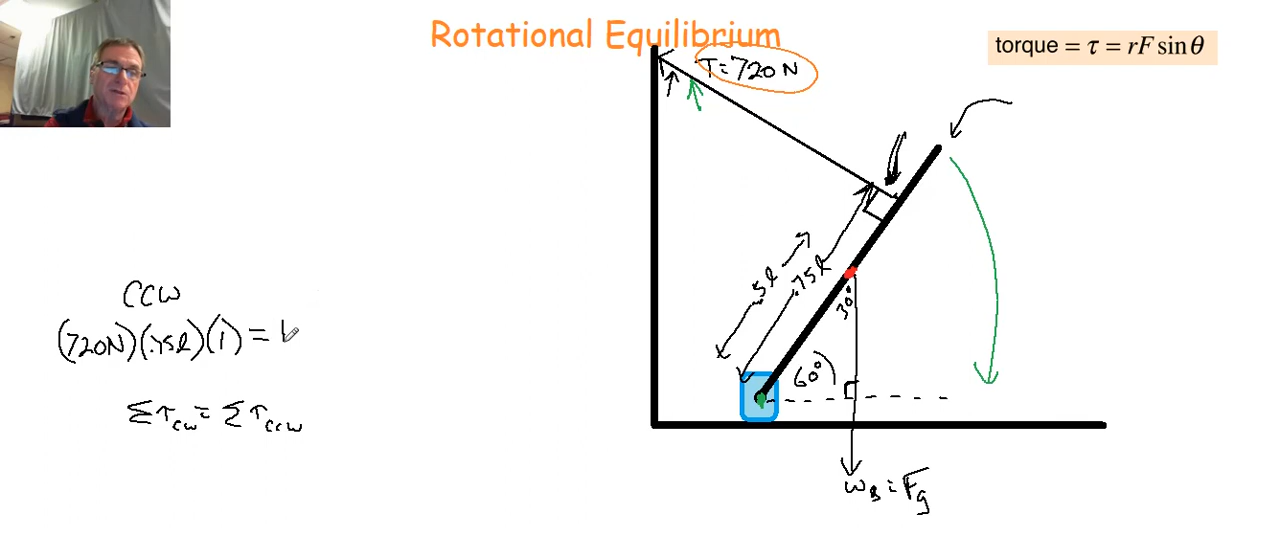 Rotational Equilibrium
torque = τ = rF sin θ
T = 720 N
.5ℓ
.75ℓ
30°
60°
CCW
(720N)(.75ℓ)(1) =
Στcw = Στccw
wB = Fg